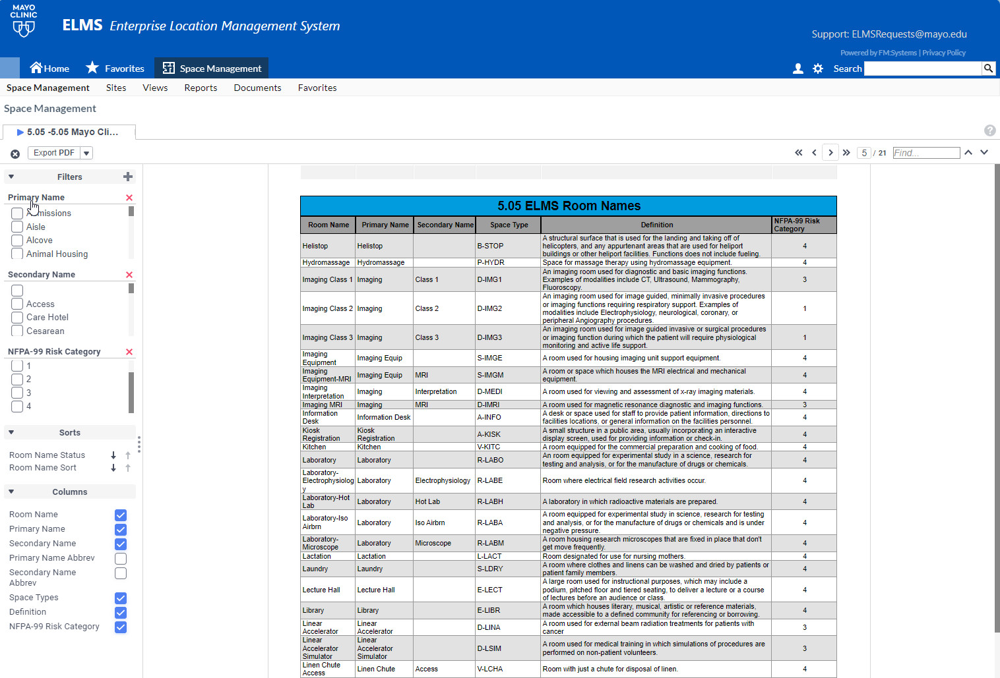 MAYO
CLINIC
ELMS Enterprise Location Management System
Support: ELMSRequests@mayo.edu
Powered by FM:Systems | Privacy Policy
Home
Favorites
Space Management
Search
Space Management
Sites
Views
Reports
Documents
Favorites
Space Management
5.05 -5.05 Mayo Cli...
Export PDF
5 / 21
Find...
Filters
Primary Name
Admissions
Aisle
Alcove
Animal Housing
Secondary Name
Access
Care Hotel
Cesarean
NFPA-99 Risk Category
1
2
3
4
Sorts
Room Name Status
Room Name Sort
Columns
Room Name
Primary Name
Secondary Name
Primary Name Abbrev
Secondary Name
Abbrev
Space Types
Definition
NFPA-99 Risk Category
5.05 ELMS Room Names
Room Name Primary Name Secondary Name Space Type Definition NFPA-99 Risk
Category
Helistop Helistop B-STOP A structural surface that is used for the landing and taking off of
helicopters, and any appurtenant areas that are used for heliport
buildings or other heliport facilities. Functions does not include fueling. 4
Hydromassage Hydromassage P-HYDR Space for massage therapy using hydromassage equipment. 4
Imaging Class 1 Imaging Class 1 D-IMG1 An imaging room used for diagnostic and basic imaging functions.
Examples of modalities include CT, Ultrasound, Mammography,
Fluoroscopy. 3
Imaging Class 2 Imaging Class 2 D-IMG2 An imaging room used for image guided, minimally invasive procedures
or imaging functions requiring respiratory support. Examples of
modalities include Electrophysiology, neurological, coronary, or
peripheral Angiography procedures. 1
Imaging Class 3 Imaging Class 3 D-IMG3 An imaging room used for image guided invasive or surgical procedures
or imaging function during which the patient will require physiological
monitoring and active life support. 1
Imaging
Equipment Imaging Equip S-IMGE A room used for housing imaging unit support equipment. 4
Imaging
Equipment-MRI Imaging Equip MRI S-IMGM A room or space which houses the MRI electrical and mechanical
equipment. 4
Imaging
Interpretation Imaging Interpretation D-MEDI A room used for viewing and assessment of x-ray imaging materials. 4
Imaging MRI Imaging MRI D-IMRI A room used for magnetic resonance diagnostic and imaging functions. 3
Information
Desk Information Desk A-INFO A desk or space used for staff to provide patient information, directions to
facilities locations, or general information on the facilities personnel. 4
Kiosk
Registration Kiosk
Registration A-KISK A small structure in a public area, usually incorporating an interactive
display screen, used for providing information or check-in. 4
Kitchen Kitchen V-KITC A room equipped for the commercial preparation and cooking of food. 4
Laboratory Laboratory R-LABO An room equipped for experimental study in a science, research for
testing and analysis, or for the manufacture of drugs or chemicals. 4
Laboratory-
Electrophysiolog
y Laboratory Electrophysiology R-LABE Room where electrical field research activities occur. 4
Laboratory-Hot
Lab Laboratory Hot Lab R-LABH A laboratory in which radioactive materials are prepared. 4
Laboratory-Iso
Airbrn Laboratory Iso Airbrn R-LABA A room equipped for experimental study in science, research for testing
and analysis, or for the manufacture of drugs or chemicals and is under
negative pressure. 4
Laboratory-
Microscope Laboratory Microscope R-LABM A room housing research microscopes that are fixed in place that don't
get move frequently. 4
Lactation Lactation L-LACT Room designated for use for nursing mothers. 4
Laundry Laundry S-LDRY A room where clothes and linens can be washed and dried by patients or
patient family members. 4
Lecture Hall Lecture Hall E-LECT A large room used for instructional purposes, which may include a
podium, pitched floor and tiered seating, to deliver a lecture or a course
of lectures before an audience or class. 4
Library Library E-LIBR A room which houses literary, musical, artistic or reference materials,
made accessible to a defined community for referencing or borrowing. 4
Linear
Accelerator Linear
Accelerator D-LINA A room used for external beam radiation treatments for patients with
cancer 3
Linear
Accelerator
Simulator Linear
Accelerator
Simulator D-LSIM A room used for medical training in which simulations of procedures are
performed on non-patient volunteers. 3
Linen Chute
Access Linen Chute Access V-LCHA Room with just a chute for disposal of linen. 4